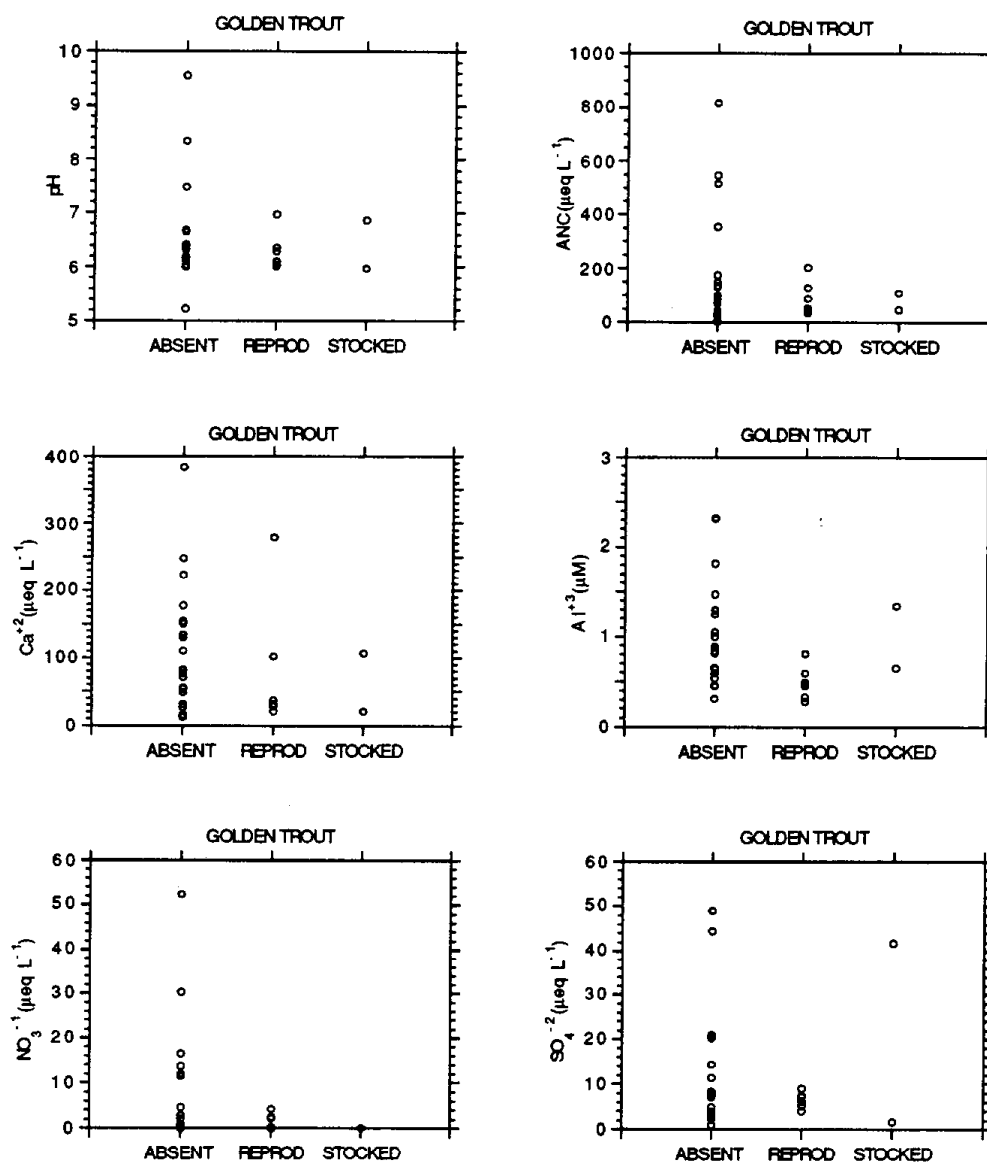 GOLDEN TROUT
10
9
8
7
6
5
pH
ABSENT REPROD STOCKED
GOLDEN TROUT
1000
800
600
400
200
0
ANC(μeq L⁻¹)
ABSENT REPROD STOCKED
GOLDEN TROUT
400
300
200
100
0
Ca⁺²(μeq L⁻¹)
ABSENT REPROD STOCKED
GOLDEN TROUT
3
2
1
0
Al⁺³(μM)
ABSENT REPROD STOCKED
GOLDEN TROUT
60
50
40
30
20
10
0
NO₃⁻¹(μeq L⁻¹)
ABSENT REPROD STOCKED
GOLDEN TROUT
60
50
40
30
20
10
0
SO₄⁻²(μeq L⁻¹)
ABSENT REPROD STOCKED